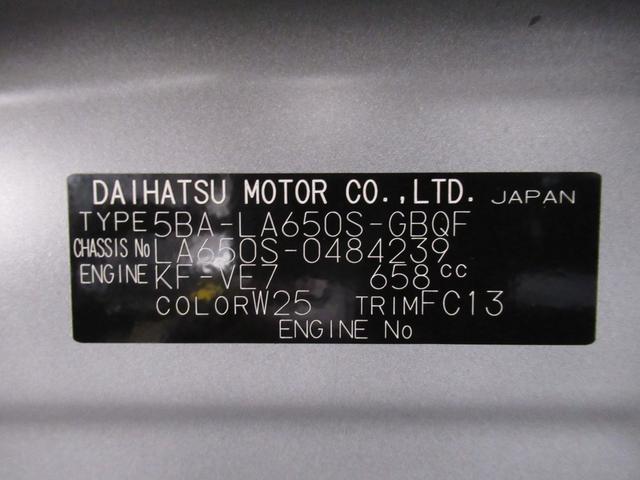 DAIHATSU MOTOR CO.,LTD. JAPAN
TYPE 5BA-LA650S-GBQF
CHASSIS No LA650S-0484239
ENGINE KF-VE7 658cc
COLOR W25 TRIM FC13
ENGINE No